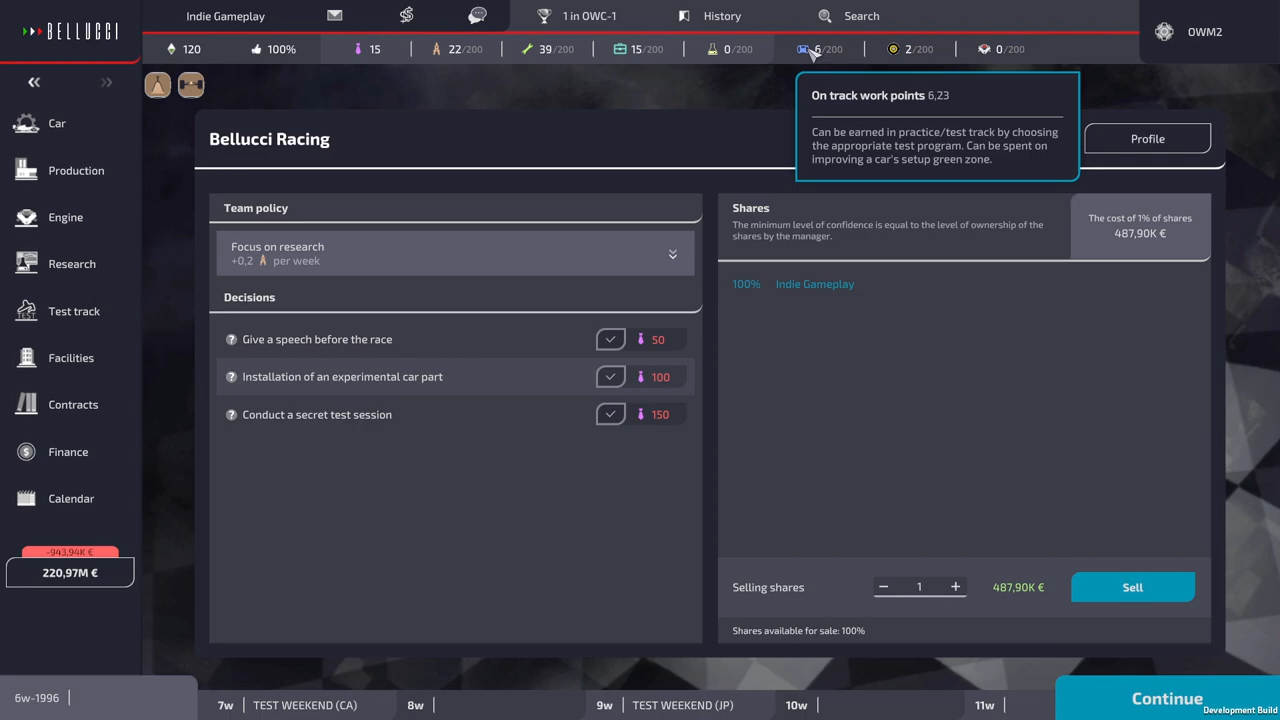 BELLUCCI
Indie Gameplay
1 in OWC-1
History
Search
OWM2
120
100%
15
22/200
39/200
15/200
0/200
6/200
2/200
0/200
On track work points 6,23
Can be earned in practice/test track by choosing
the appropriate test program. Can be spent on
improving a car's setup green zone.
Car
Production
Engine
Research
Test track
Facilities
Contracts
Finance
Calendar
-943,94K €
220,97M €
Bellucci Racing
Profile
Team policy
Focus on research
+0,2 per week
Decisions
Give a speech before the race
50
Installation of an experimental car part
100
Conduct a secret test session
150
Shares
The minimum level of confidence is equal to the level of ownership of the
shares by the manager.
The cost of 1% of shares
487,90K €
100% Indie Gameplay
Selling shares
1
487,90K €
Sell
Shares available for sale: 100%
6w-1996
7w
TEST WEEKEND (CA)
8w
9w
TEST WEEKEND (JP)
10w
11w
Continue
Development Build